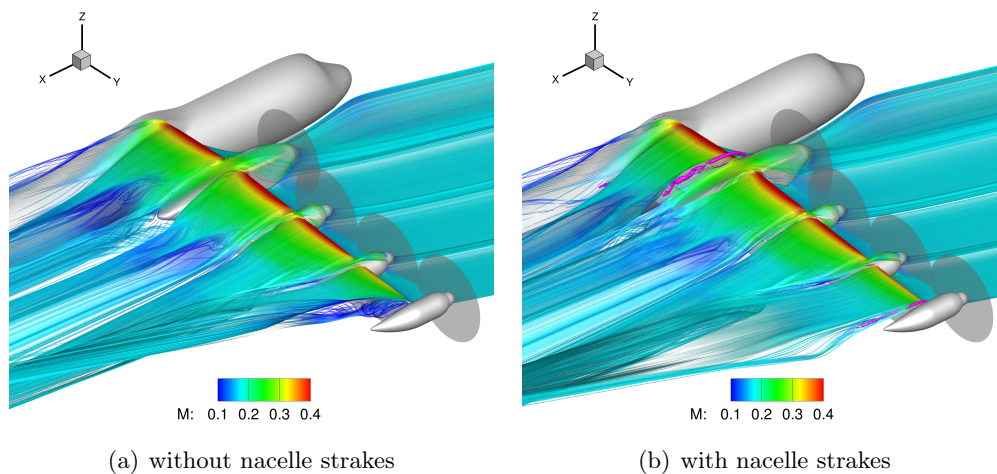 Z
X
Y
M: 0.1 0.2 0.3 0.4
(a) without nacelle strakes
Z
X
Y
M: 0.1 0.2 0.3 0.4
(b) with nacelle strakes